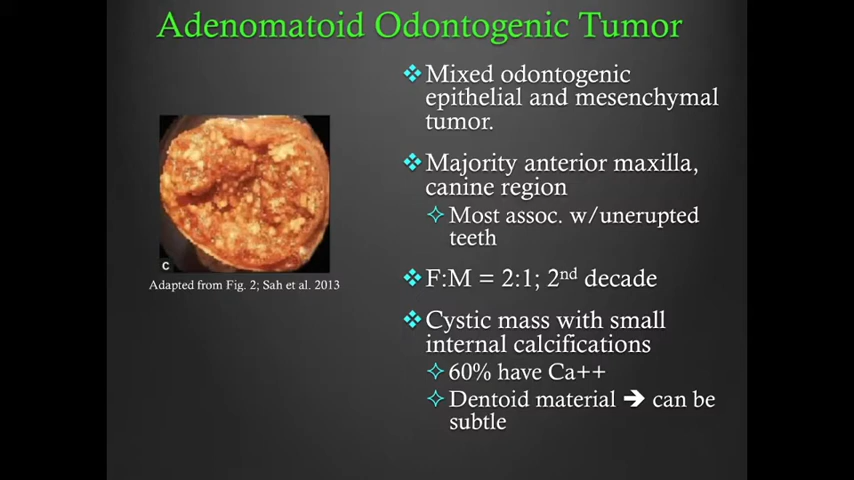 Adenomatoid Odontogenic Tumor
❖Mixed odontogenic
epithelial and mesenchymal
tumor.
❖Majority anterior maxilla,
canine region
✧Most assoc. w/unerupted
teeth
❖F:M = 2:1; 2nd decade
❖Cystic mass with small
internal calcifications
✧60% have Ca++
✧Dentoid material ➔ can be
subtle
C
Adapted from Fig. 2; Sah et al. 2013